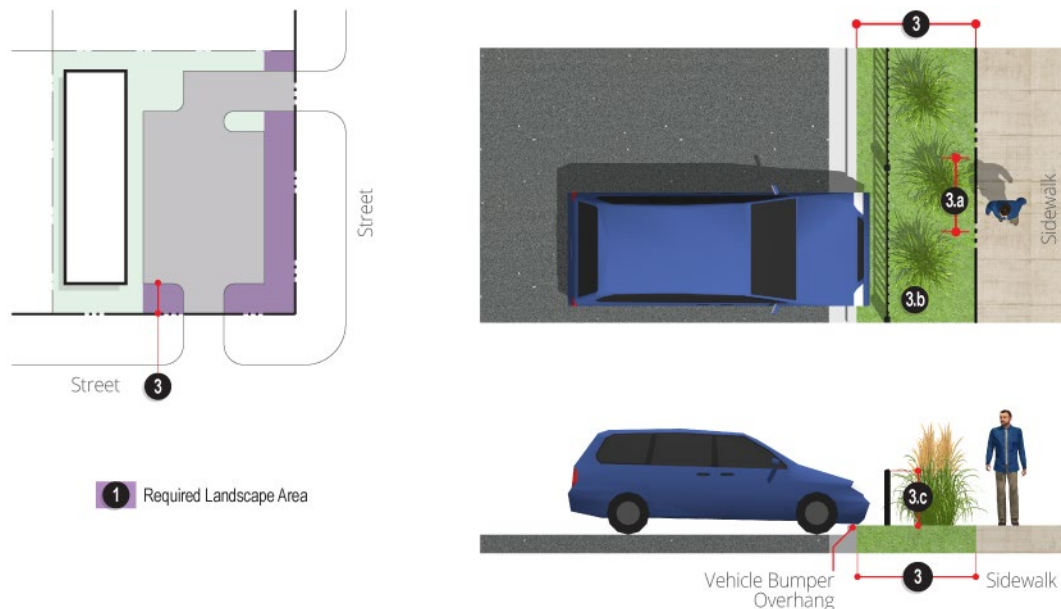 3
3.a
3.b
Sidewalk
Street
Street
3
1 Required Landscape Area
3.c
3
Vehicle Bumper
Overhang
Sidewalk